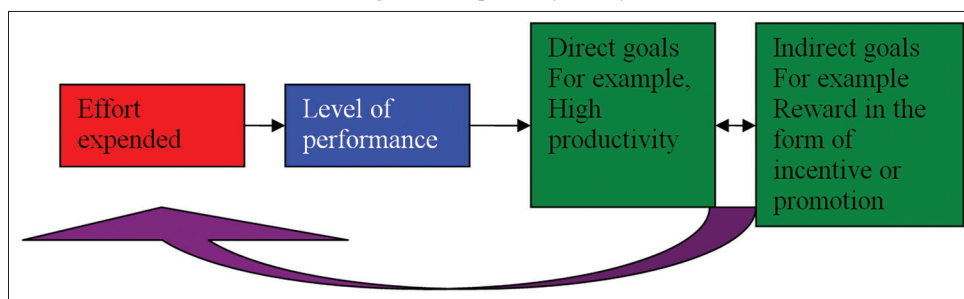 Effort
expended
Level of
performance
Direct goals
For example,
High
productivity
Indirect goals
For example
Reward in the
form of
incentive or
promotion